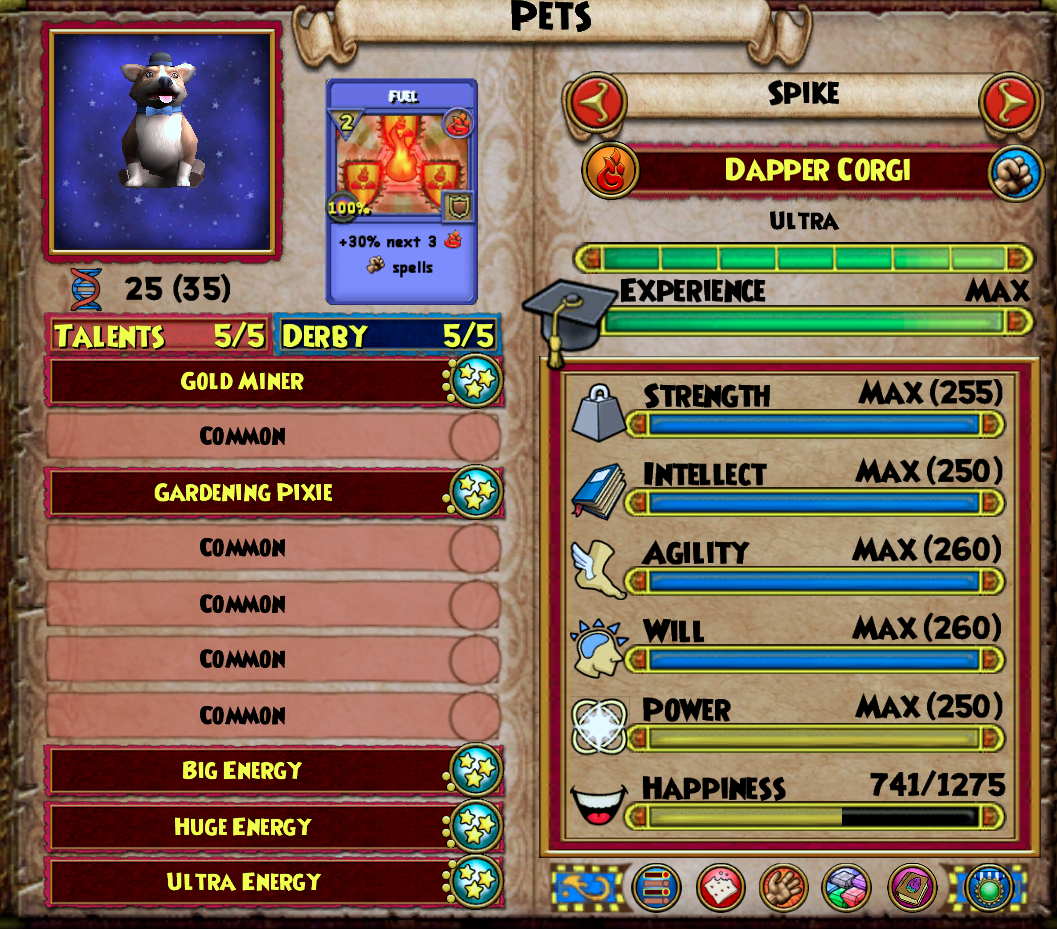 PETS
FUEL
2
100%
+30% next 3
spells
25 (35)
TALENTS 5/5
DERBY 5/5
GOLD MINER
COMMON
GARDENING PIXIE
COMMON
COMMON
COMMON
COMMON
BIG ENERGY
HUGE ENERGY
ULTRA ENERGY
SPIKE
DAPPER CORGI
ULTRA
EXPERIENCE MAX
STRENGTH MAX (255)
INTELLECT MAX (250)
AGILITY MAX (260)
WILL MAX (260)
POWER MAX (250)
HAPPINESS 741/1275